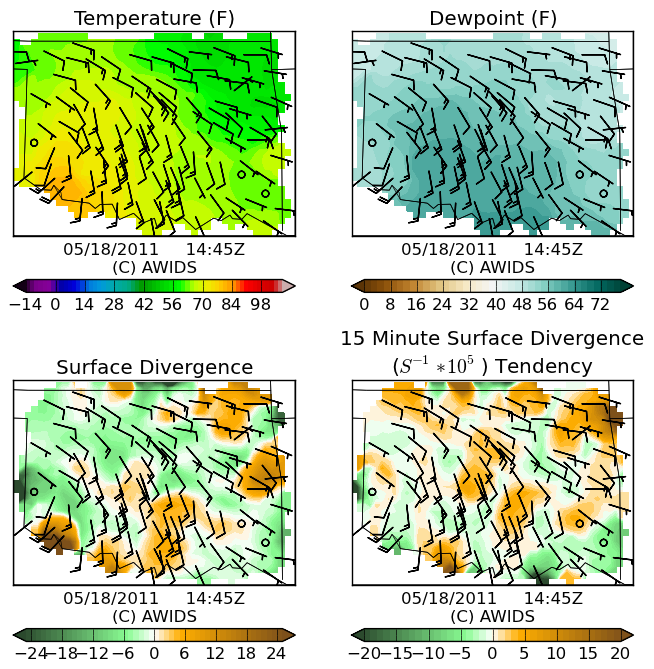 Temperature (F)
Dewpoint (F)
05/18/2011 14:45Z
(C) AWIDS
05/18/2011 14:45Z
(C) AWIDS
−14 0 14 28 42 56 70 84 98
0 8 16 24 32 40 48 56 64 72
Surface Divergence
15 Minute Surface Divergence
(S⁻¹ *10⁵ ) Tendency
05/18/2011 14:45Z
(C) AWIDS
05/18/2011 14:45Z
(C) AWIDS
−24 −18 −12 −6 0 6 12 18 24
−20 −15 −10 −5 0 5 10 15 20